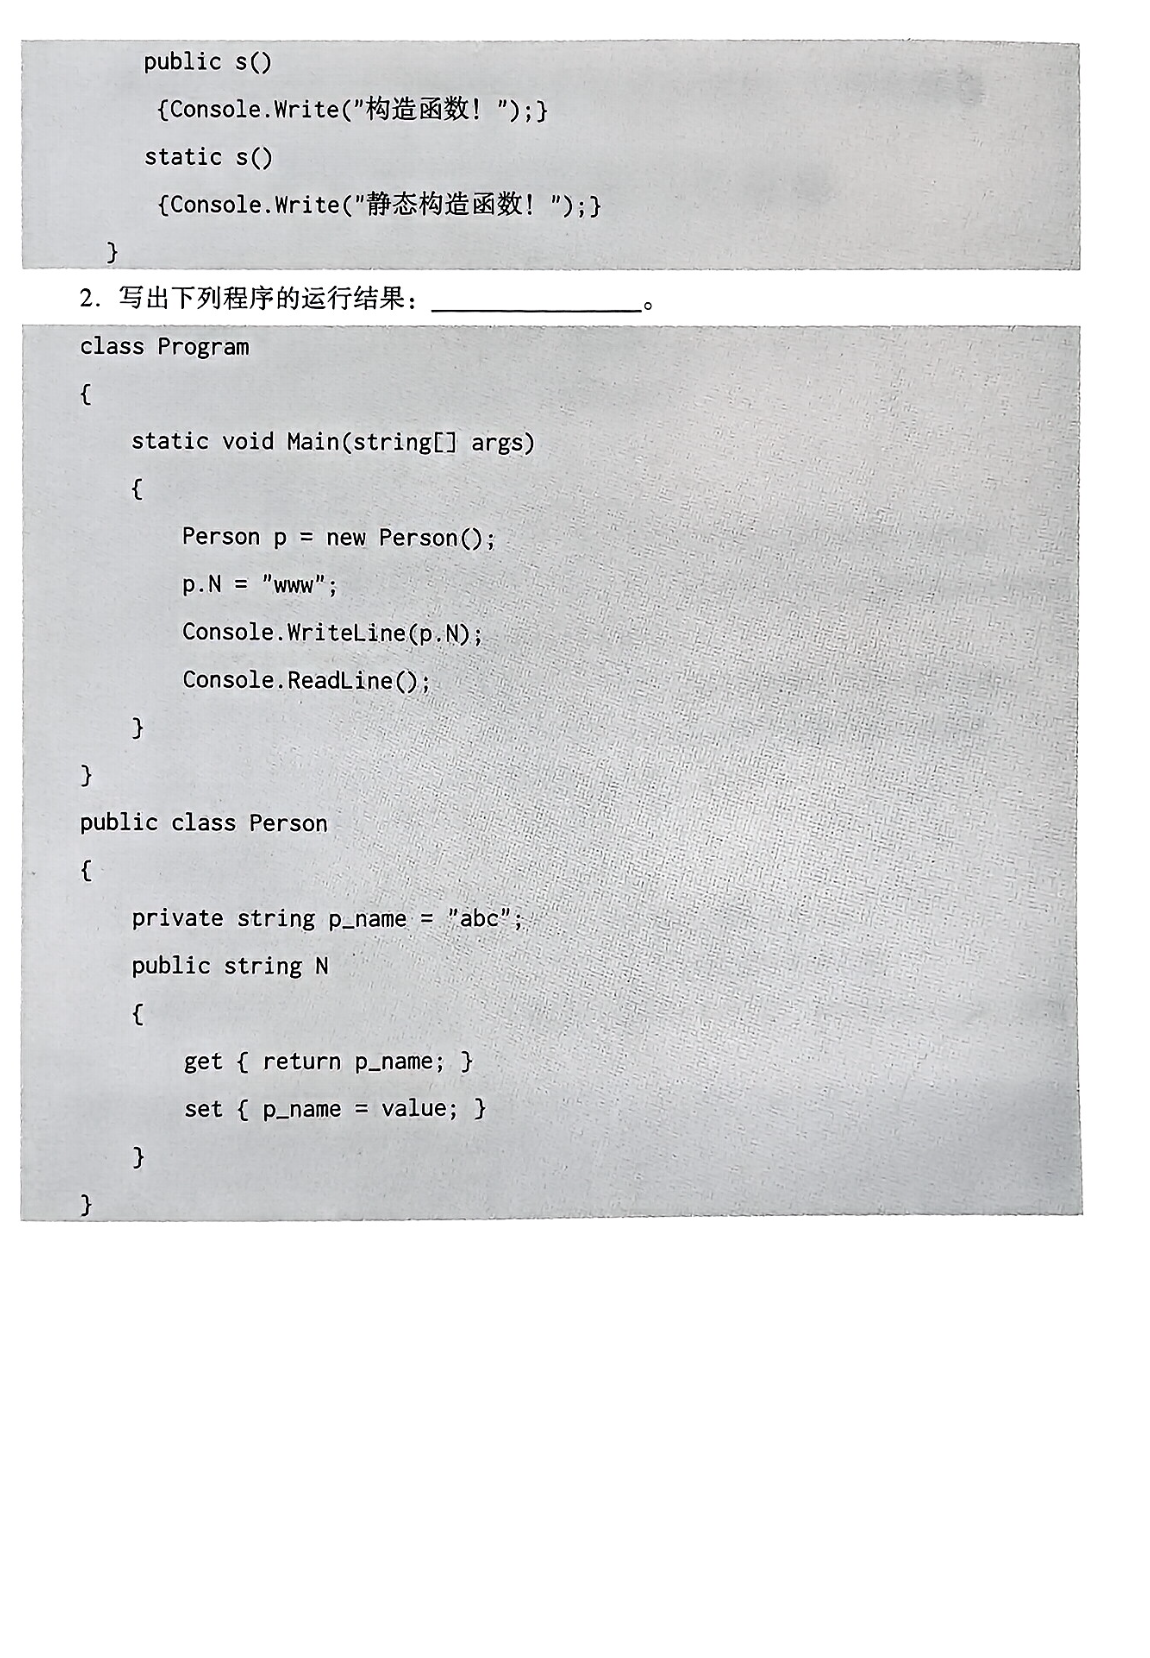 public s()
{Console.Write("构造函数！");}
static s()
{Console.Write("静态构造函数！");}
}
2．写出下列程序的运行结果：________________。
class Program
{
static void Main(string[] args)
{
Person p = new Person();
p.N = "www";
Console.WriteLine(p.N);
Console.ReadLine();
}
}
public class Person
{
private string p_name = "abc";
public string N
{
get { return p_name; }
set { p_name = value; }
}
}